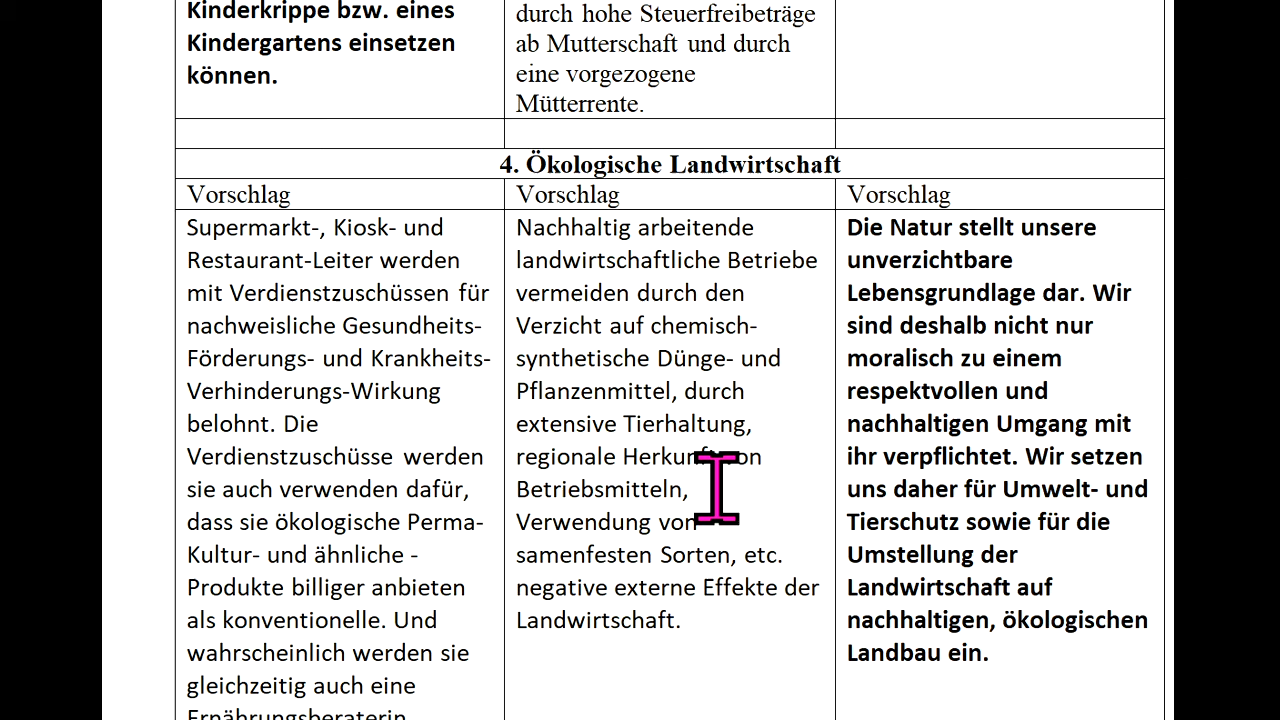 Kinderkrippe bzw. eines
Kindergartens einsetzen
können.
durch hohe Steuerfreibeträge
ab Mutterschaft und durch
eine vorgezogene
Mütterrente.
4. Ökologische Landwirtschaft
Vorschlag
Vorschlag
Vorschlag
Supermarkt-, Kiosk- und
Restaurant-Leiter werden
mit Verdienstzuschüssen für
nachweisliche Gesundheits-
Förderungs- und Krankheits-
Verhinderungs-Wirkung
belohnt. Die
Verdienstzuschüsse werden
sie auch verwenden dafür,
dass sie ökologische Perma-
Kultur- und ähnliche -
Produkte billiger anbieten
als konventionelle. Und
wahrscheinlich werden sie
gleichzeitig auch eine
Ernährungsberaterin
Nachhaltig arbeitende
landwirtschaftliche Betriebe
vermeiden durch den
Verzicht auf chemisch-
synthetische Dünge- und
Pflanzenmittel, durch
extensive Tierhaltung,
regionale Herkunft von
Betriebsmitteln,
Verwendung von
samenfesten Sorten, etc.
negative externe Effekte der
Landwirtschaft.
Die Natur stellt unsere
unverzichtbare
Lebensgrundlage dar. Wir
sind deshalb nicht nur
moralisch zu einem
respektvollen und
nachhaltigen Umgang mit
ihr verpflichtet. Wir setzen
uns daher für Umwelt- und
Tierschutz sowie für die
Umstellung der
Landwirtschaft auf
nachhaltigen, ökologischen
Landbau ein.